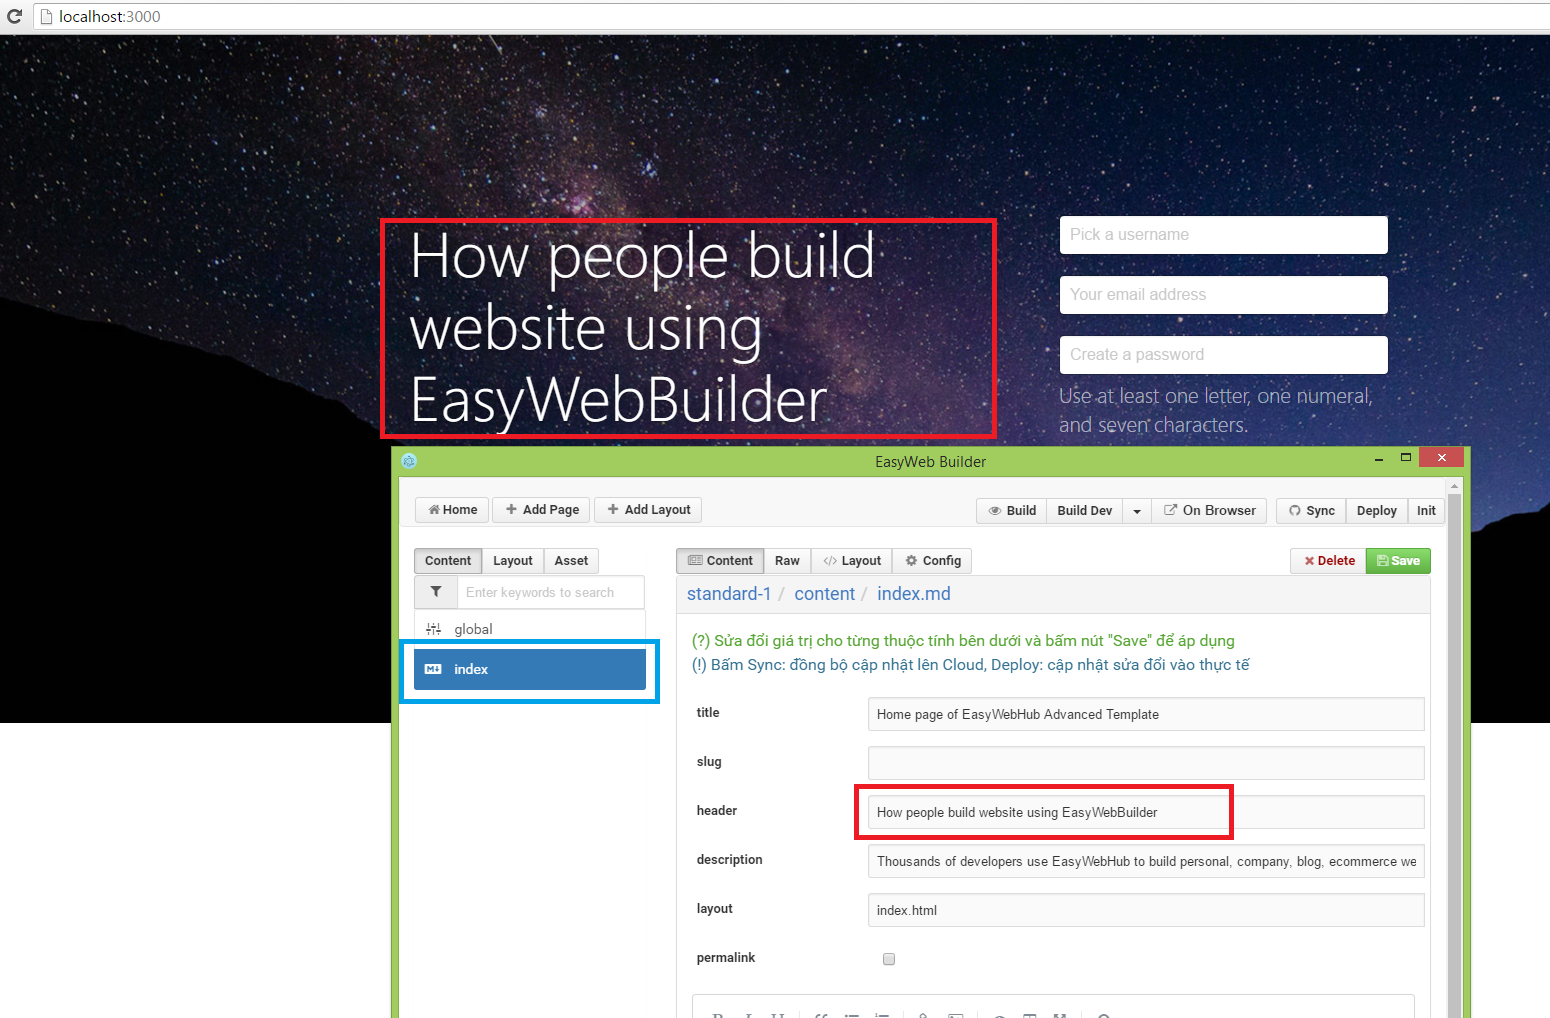 localhost:3000
How people build
website using
EasyWebBuilder
Pick a username
Your email address
Create a password
Use at least one letter, one numeral,
and seven characters.
EasyWeb Builder
Home
Add Page
Add Layout
Build
Build Dev
On Browser
Sync
Deploy
Init
Content
Layout
Asset
Enter keywords to search
global
index
Content
Raw
Layout
Config
Delete
Save
standard-1 / content / index.md
(?) Sửa đổi giá trị cho từng thuộc tính bên dưới và bấm nút "Save" để áp dụng
(!) Bấm Sync: đồng bộ cập nhật lên Cloud, Deploy: cập nhật sửa đổi vào thực tế
title
Home page of EasyWebHub Advanced Template
slug
header
How people build website using EasyWebBuilder
description
Thousands of developers use EasyWebHub to build personal, company, blog, ecommerce we
layout
index.html
permalink